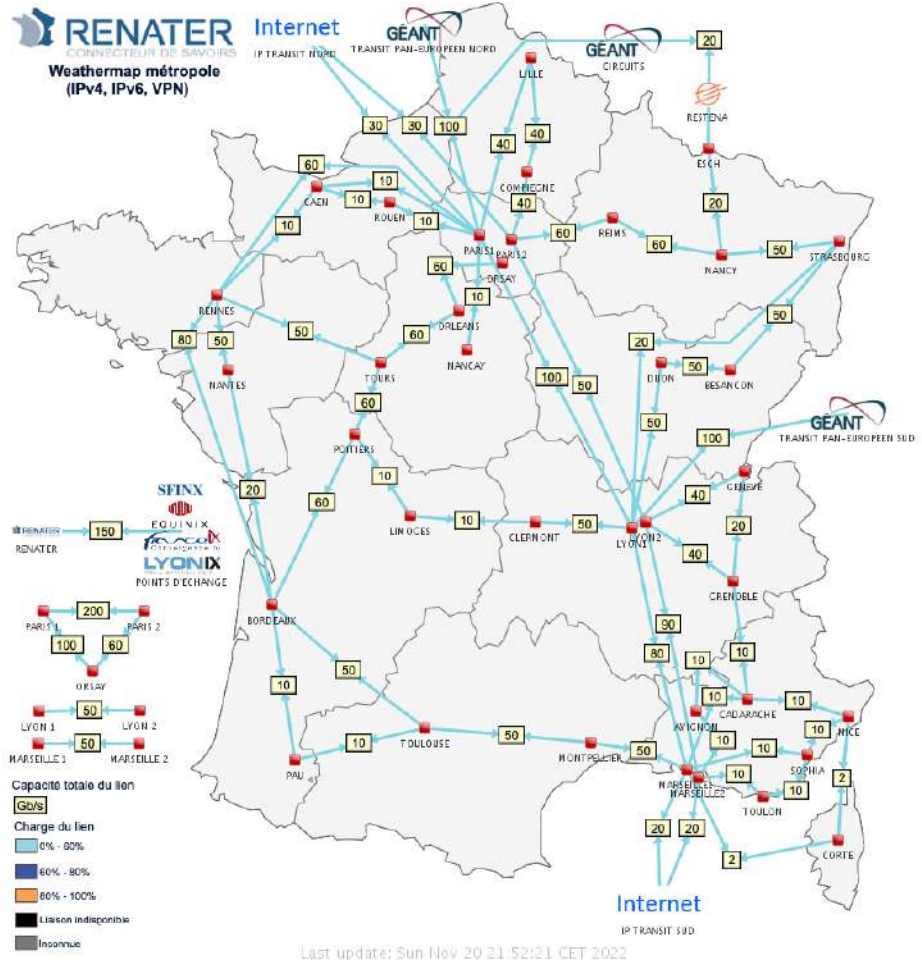 RENATER
CONNECTEUR DE SAVOIRS
Weathermap métropole
(IPv4, IPv6, VPN)
Internet
IP TRANSIT NORD
GÉANT
TRANSIT PAN-EUROPEEN NORD
GÉANT
CIRCUITS
20
RESTENA
LILLE
30
30
100
40
40
ESCH
60
COMPIEGNE
CAEN
10
10
ROUEN
10
10
40
20
REIMS
60
60
PARIS1
PARIS2
ORSAY
NANCY
50
STRASBOURG
60
10
RENNES
ORLEANS
50
80
50
50
60
NANCAY
20
NANTES
TOURS
100
50
DIJON
50
BESANCON
60
POITIERS
50
100
GÉANT
TRANSIT PAN-EUROPEEN SUD
10
60
20
GENEVE
40
SFINX
EQUINIX
RENATER
150
RENATER
LYONIX
POINTS D'ECHANGE
LIMOGES
10
CLERMONT
50
LYON1
LYON2
20
40
GRENOBLE
PARIS 1
200
PARIS 2
100
60
ORSAY
BORDEAUX
90
80
10
10
50
10
LYON 1
50
LYON 2
MARSEILLE 1
50
MARSEILLE 2
10
CADARACHE
10
AVIGNON
NICE
10
10
TOULOUSE
50
MONTPELLIER
50
10
10
SOPHIA
PAU
MARSEILLE1
MARSEILLE2
10
10
TOULON
2
Capacité totale du lien
Gb/s
Charge du lien
0% - 60%
60% - 80%
80% - 100%
Liaison indisponible
Inconnue
20
20
2
CORTE
Internet
IP TRANSIT SUD
Last update: Sun Nov 20 21:52:21 CET 2022